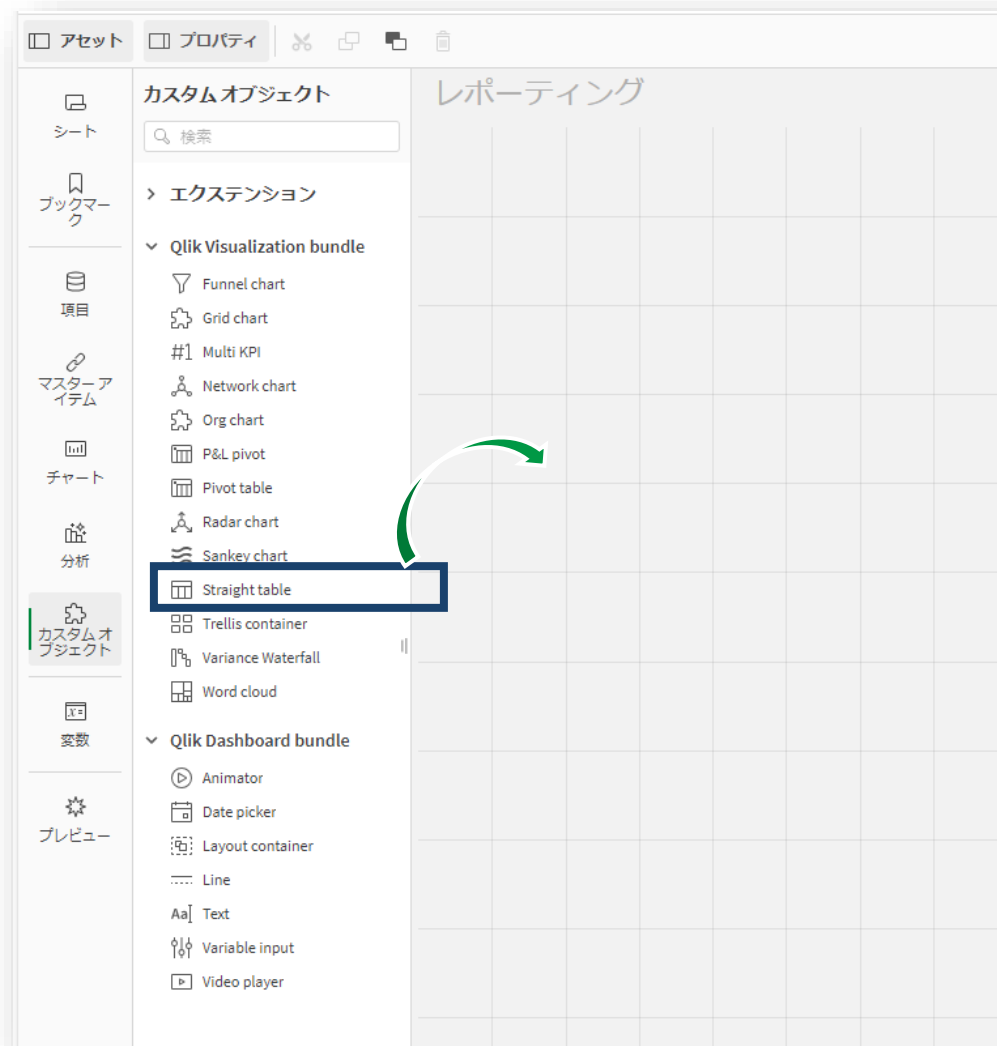 アセット
プロパティ
シート
ブックマー
ク
項目
マスター ア
イテム
チャート
分析
カスタム オ
ブジェクト
変数
プレビュー
カスタム オブジェクト
検索
エクステンション
Qlik Visualization bundle
Funnel chart
Grid chart
#1 Multi KPI
Network chart
Org chart
P&L pivot
Pivot table
Radar chart
Sankey chart
Straight table
Trellis container
Variance Waterfall
Word cloud
Qlik Dashboard bundle
Animator
Date picker
Layout container
Line
Aa Text
Variable input
Video player
レポーティング